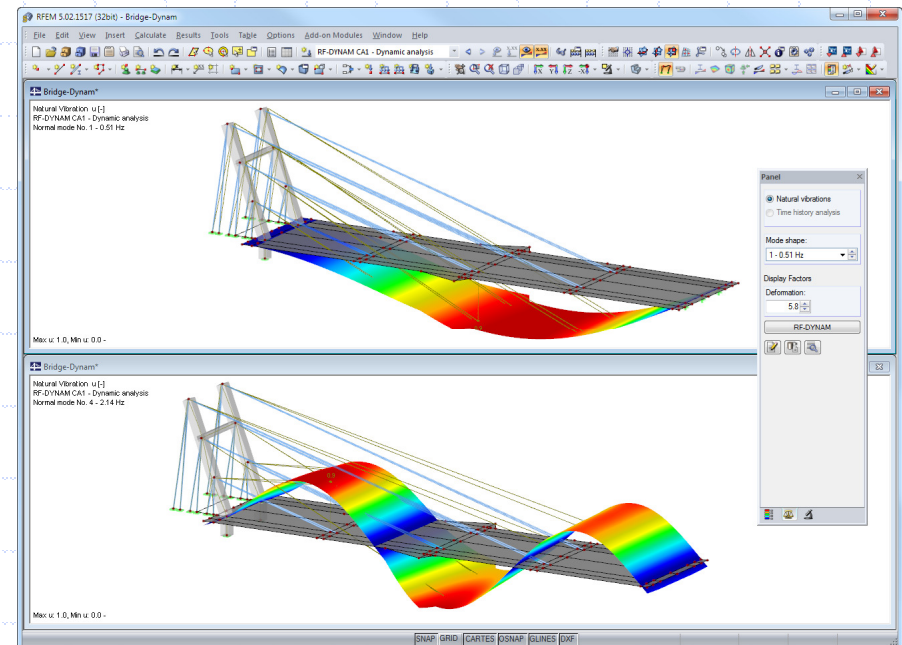 RFEM 5.02.1517 (32bit) - Bridge-Dynam
File Edit View Insert Calculate Results Tools Table Options Add-on Modules Window Help
RF-DYNAM CA1 - Dynamic analysis
Bridge-Dynam*
Natural Vibration u [-]
RF-DYNAM CA1 - Dynamic analysis
Normal mode No. 1 - 0.51 Hz
Max u: 1.0, Min u: 0.0 -
Panel
Natural vibrations
Time history analysis
Mode shape:
1 - 0.51 Hz
Display Factors
Deformation:
5.8
RF-DYNAM
Bridge-Dynam*
Natural Vibration u [-]
RF-DYNAM CA1 - Dynamic analysis
Normal mode No. 4 - 2.14 Hz
Max u: 1.0, Min u: 0.0 -
SNAP GRID CARTES OSNAP GLINES DXF